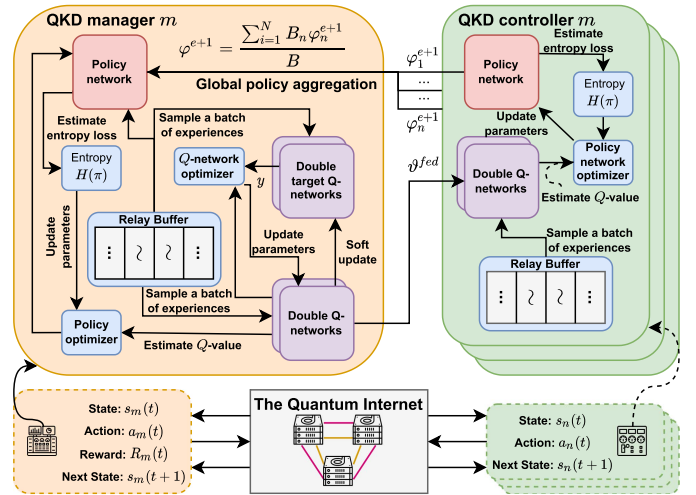 QKD manager m
φ^{e+1} = \frac{\sum_{i=1}^{N} B_n φ_n^{e+1}}{B}
Global policy aggregation
Policy
network
Estimate
entropy loss
Entropy
H(π)
Update
parameters
Policy
optimizer
Sample a batch
of experiences
Q-network
optimizer
y
Double
target Q-
networks
Relay Buffer
⋮ ~ ~ ⋮
Update
parameters
Soft
update
Sample a batch
of experiences
Double Q-
networks
Estimate Q-value
φ_1^{e+1}
...
...
φ_n^{e+1}
ϑ^{fed}
QKD controller m
Policy
network
Estimate
entropy loss
Entropy
H(π)
Update
parameters
Policy
network
optimizer
Double Q-
networks
Estimate Q-value
Sample a batch
of experiences
Relay Buffer
⋮ ~ ~ ⋮
State: s_m(t)
Action: a_m(t)
Reward: R_m(t)
Next State: s_m(t+1)
The Quantum Internet
State: s_n(t)
Action: a_n(t)
Next State: s_n(t+1)